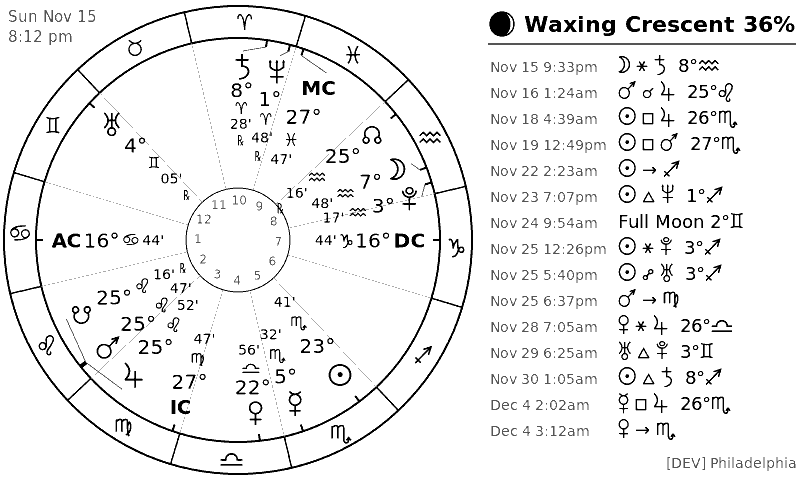 Sun Nov 15
8:12 pm
Waxing Crescent 36%
♈
♉
♓
♊
♒
♋
♑
♌
♐
♍
♎
♏
♄ 8° ♈ 28' ℞
♆ 1° ♈ 48' ℞
MC 27° ♓ 47'
♅ 4° ♊ 05' ℞
☊ 25° ♒ 16' ℞
☽ 7° ♒ 48'
♇ 3° ♒ 17'
AC 16° ♋ 44'
44' ♑ 16° DC
☋ 25° ♌ 16' ℞
♂ 25° ♌ 47'
♃ 25° ♌ 52'
IC 27° ♍ 47'
♀ 22° ♎ 56'
☿ 5° ♏ 32'
☉ 23° ♏ 41'
1
2
3
4
5
6
7
8
9
10
11
12
Nov 15 9:33pm ☽ ⚹ ♄ 8°♒
Nov 16 1:24am ♂ ☌ ♃ 25°♌
Nov 18 4:39am ☉ □ ♃ 26°♏
Nov 19 12:49pm ☉ □ ♂ 27°♏
Nov 22 2:23am ☉ → ♐
Nov 23 7:07pm ☉ △ ♆ 1°♐
Nov 24 9:54am Full Moon 2°♊
Nov 25 12:26pm ☉ ⚹ ♇ 3°♐
Nov 25 5:40pm ☉ ☍ ♅ 3°♐
Nov 25 6:37pm ♂ → ♍
Nov 28 7:05am ♀ ⚹ ♃ 26°♎
Nov 29 6:25am ♅ △ ♇ 3°♊
Nov 30 1:05am ☉ △ ♄ 8°♐
Dec 4 2:02am ☿ □ ♃ 26°♏
Dec 4 3:12am ♀ → ♏
[DEV] Philadelphia